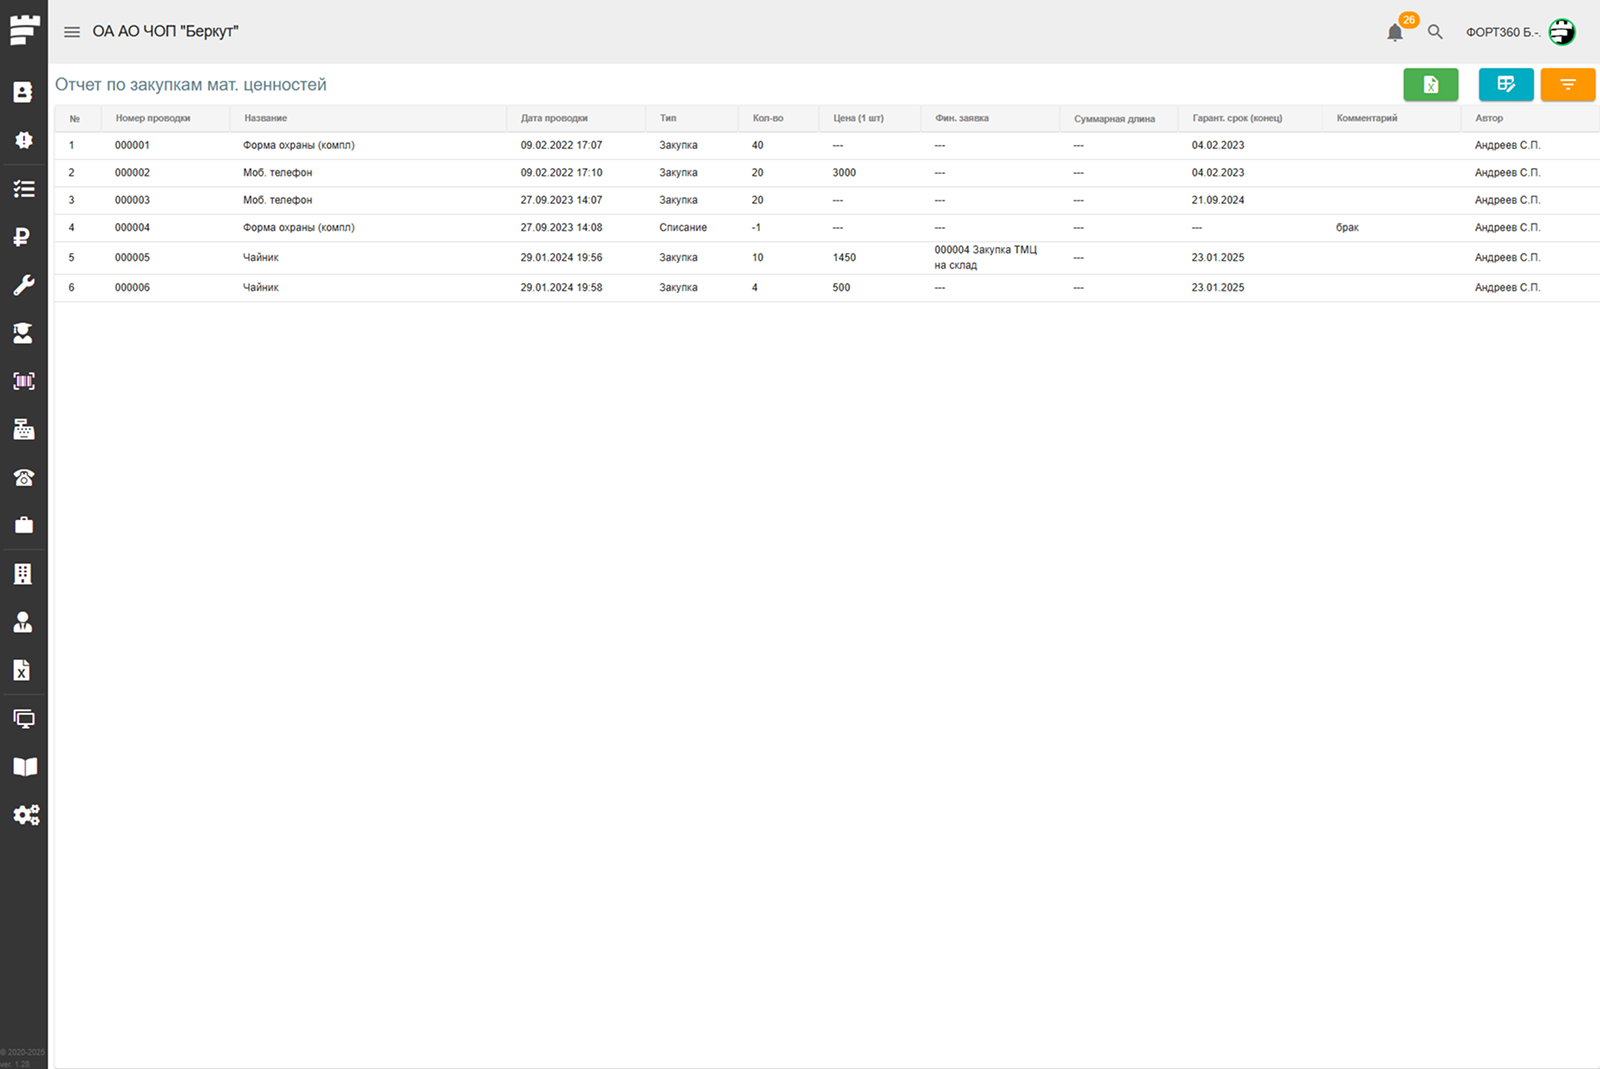 ОА АО ЧОП "Беркут"
26
ФОРТ360 Б.-.
Отчет по закупкам мат. ценностей
№ Номер проводки Название Дата проводки Тип Кол-во Цена (1 шт) Фин. заявка Суммарная длина Гарант. срок (конец) Комментарий Автор
1 000001 Форма охраны (компл) 09.02.2022 17:07 Закупка 40 --- --- --- 04.02.2023 Андреев С.П.
2 000002 Моб. телефон 09.02.2022 17:10 Закупка 20 3000 --- --- 04.02.2023 Андреев С.П.
3 000003 Моб. телефон 27.09.2023 14:07 Закупка 20 --- --- --- 21.09.2024 Андреев С.П.
4 000004 Форма охраны (компл) 27.09.2023 14:08 Списание -1 --- --- --- --- брак Андреев С.П.
5 000005 Чайник 29.01.2024 19:56 Закупка 10 1450 000004 Закупка ТМЦ на склад --- 23.01.2025 Андреев С.П.
6 000006 Чайник 29.01.2024 19:58 Закупка 4 500 --- --- 23.01.2025 Андреев С.П.
© 2020-2025
ver. 1.28